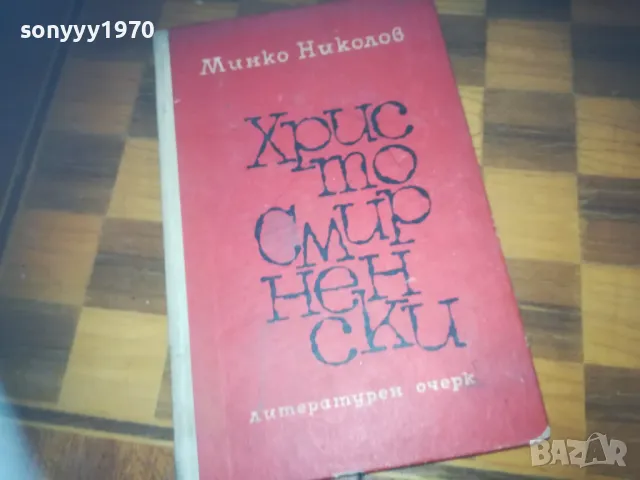 sonyyy1970
Минко Николов
Хрис
то
Смир
нен
ски
литературен очерк
BAZAR